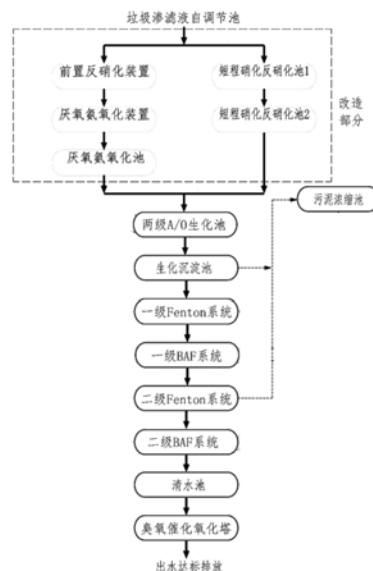 垃圾渗滤液自调节池
前置反硝化装置
短程硝化反硝化池1
厌氧氨氧化装置
短程硝化反硝化池2
改造
部分
厌氧氨氧化池
污泥浓缩池
两级A/O生化池
生化沉淀池
一级Fenton系统
一级BAF系统
二级Fenton系统
二级BAF系统
清水池
臭氧催化氧化塔
出水达标排放